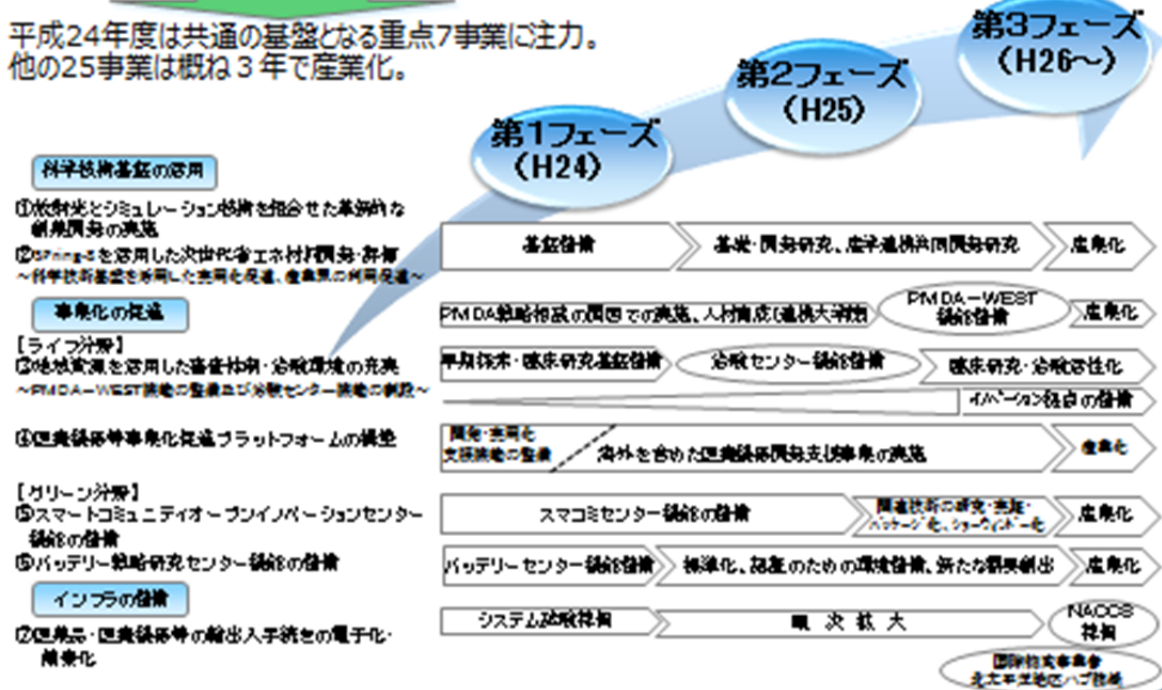 平成24年度は共通の基盤となる重点7事業に注力。
他の25事業は概ね３年で産業化。
第1フェーズ
（H24）
第2フェーズ
（H25）
第3フェーズ
（H26～）
科学技術基盤の活用
①放射光とシミュレーション技術を組合せた革新的な
創薬開発の実施
②SPring-8を活用した次世代省エネ材料開発・評価
～科学技術基盤を活用した実用化促進、産業界の利用促進～
基盤整備
基礎・開発研究、産学連携共同開発研究
産業化
事業化の促進
【ライフ分野】
③地域資源を活用した審査体制・治験環境の充実
～PMDA－WEST機能の整備及び治験センター機能の創設～
PMDA戦略相談の関西での実施、人材育成(連携大学院)
PMDA－WEST
機能整備
産業化
早期探索・臨床研究基盤整備
治験センター機能整備
臨床研究・治験活性化
イノベーション拠点の整備
④医療機器等事業化促進プラットフォームの構築
開発・実用化
支援機能の整備
海外を含めた医療機器開発支援事業の実施
産業化
【グリーン分野】
⑤スマートコミュニティオープンイノベーションセンター
機能の整備
スマコミセンター機能の整備
関連技術の研究・実証・
パッケージ化、ショーウィンドー化
産業化
⑥バッテリー戦略研究センター機能の整備
バッテリーセンター機能整備
標準化、認証のための環境整備、新たな需要創出
産業化
インフラの整備
⑦医薬品・医療機器等の輸出入手続きの電子化・
簡素化
システム試験稼働
順次拡大
NACCS
稼働
国際物流事業者
北太平洋地区ハブ機能